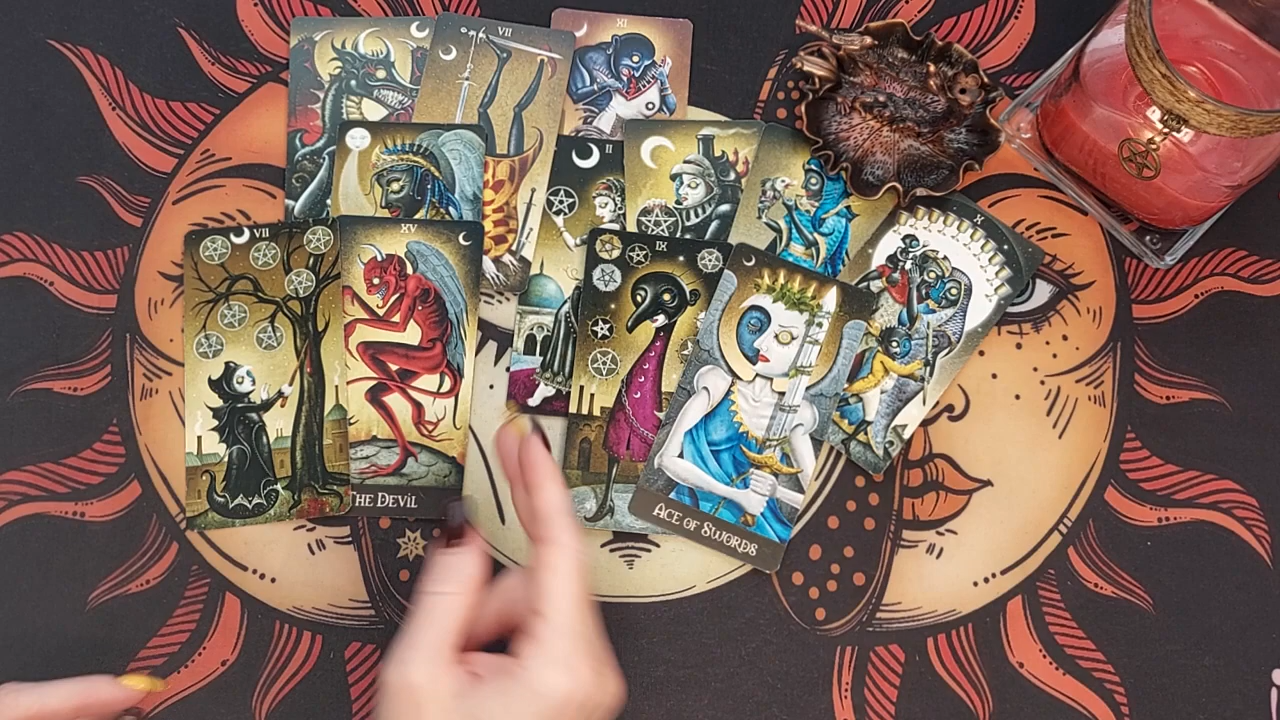 VII
XI
II
VII
XV
IX
X
THE DEVIL
ACE OF SWORDS